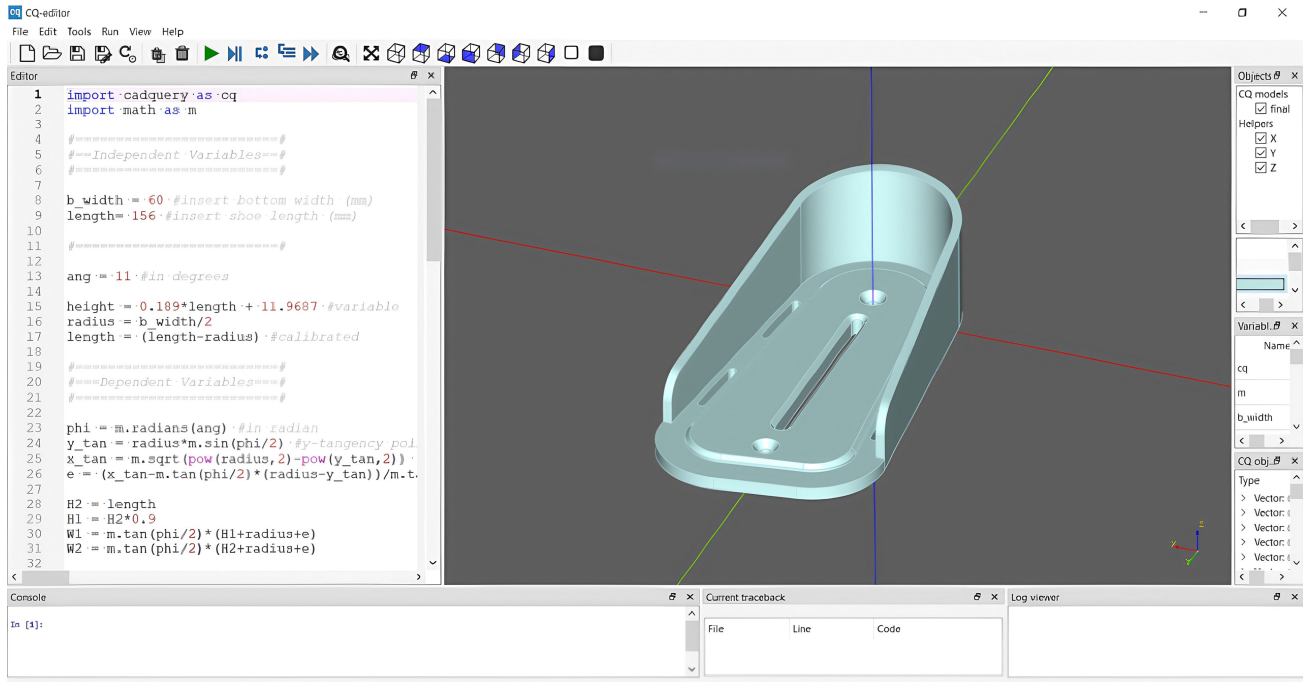 CQ-editor
File Edit Tools Run View Help
Editor
1 import cadquery as cq
2 import math as m
3
4 #=========================#
5 #==Independent Variables==#
6 #=========================#
7
8 b_width = 60 #insert bottom width (mm)
9 length= 156 #insert shoe length (mm)
10
11 #=========================#
12
13 ang = 11 #in degrees
14
15 height = 0.189*length + 11.9687 #variable
16 radius = b_width/2
17 length = (length-radius) #calibrated
18
19 #=========================#
20 #===Dependent Variables===#
21 #=========================#
22
23 phi = m.radians(ang) #in radian
24 y_tan = radius*m.sin(phi/2) #y-tangency poi
25 x_tan = m.sqrt(pow(radius,2)-pow(y_tan,2))
26 e = (x_tan-m.tan(phi/2)*(radius-y_tan))/m.t
27
28 H2 = length
29 H1 = H2*0.9
30 W1 = m.tan(phi/2)*(H1+radius+e)
31 W2 = m.tan(phi/2)*(H2+radius+e)
32
Z
X
Y
Objects
CQ models
final
Helpers
X
Y
Z
Variabl..
Name
cq
m
b_width
CQ obj..
Type
Vector:
Vector:
Vector:
Vector:
Vector:
Console
In [1]:
Current traceback
File Line Code
Log viewer